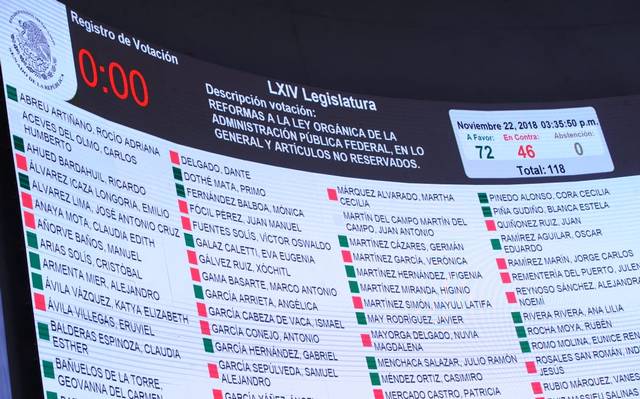 Registro de Votación
0:00
LXIV Legislatura
Descripción votación:
REFORMAS A LA LEY ORGÁNICA DE LA
ADMINISTRACIÓN PÚBLICA FEDERAL, EN LO
GENERAL Y ARTÍCULOS NO RESERVADOS.
Noviembre 22, 2018 03:35:50 p.m.
A Favor: En Contra: Abstención:
72 46 0
Total: 118
ABREU ARTIÑANO, ROCÍO ADRIANA
ACEVES DEL OLMO, CARLOS
HUMBERTO
AHUED BARDAHUIL, RICARDO
ÁLVAREZ ICAZA LONGORIA, EMILIO
ÁLVAREZ LIMA, JOSÉ ANTONIO CRUZ
ANAYA MOTA, CLAUDIA EDITH
AÑORVE BAÑOS, MANUEL
ARIAS SOLÍS, CRISTÓBAL
ARMENTA MIER, ALEJANDRO
ÁVILA VÁZQUEZ, KATYA ELIZABETH
ÁVILA VILLEGAS, ERUVIEL
BALDERAS ESPINOZA, CLAUDIA
ESTHER
BAÑUELOS DE LA TORRE,
GEOVANNA DEL CARMEN
DELGADO, DANTE
DOTHÉ MATA, PRIMO
FERNÁNDEZ BALBOA, MÓNICA
FÓCIL PÉREZ, JUAN MANUEL
FUENTES SOLÍS, VÍCTOR OSWALDO
GALAZ CALETTI, EVA EUGENIA
GÁLVEZ RUIZ, XÓCHITL
GAMA BASARTE, MARCO ANTONIO
GARCÍA ARRIETA, ANGÉLICA
GARCÍA CABEZA DE VACA, ISMAEL
GARCÍA CONEJO, ANTONIO
GARCÍA HERNÁNDEZ, GABRIEL
GARCÍA SEPÚLVEDA, SAMUEL
ALEJANDRO
GARCÍA YÁÑEZ,
MÁRQUEZ ALVARADO, MARTHA
CECILIA
MARTÍN DEL CAMPO MARTÍN DEL
CAMPO, JUAN ANTONIO
MARTÍNEZ CÁZARES, GERMÁN
MARTÍNEZ GARCÍA, VERÓNICA
MARTÍNEZ HERNÁNDEZ, IFIGENIA
MARTÍNEZ MIRANDA, HIGINIO
MARTÍNEZ SIMÓN, MAYULI LATIFA
MAY RODRÍGUEZ, JAVIER
MAYORGA DELGADO, NUVIA
MAGDALENA
MENCHACA SALAZAR, JULIO RAMÓN
MÉNDEZ ORTIZ, CASIMIRO
MERCADO CASTRO, PATRICIA
PINEDO ALONSO, CORA CECILIA
PIÑA GUDIÑO, BLANCA ESTELA
QUIÑONEZ RUIZ, JUAN
RAMÍREZ AGUILAR, OSCAR
EDUARDO
RAMÍREZ MARÍN, JORGE CARLOS
REMENTERÍA DEL PUERTO, JULE
REYNOSO SÁNCHEZ, ALEJANDRA
NOEMÍ
RIVERA RIVERA, ANA LILIA
ROCHA MOYA, RUBÉN
ROMO MOLINA, EUNICE REN
ROSALES SAN ROMÁN, IND
JESÚS
RUBIO MÁRQUEZ, VANES
MASSIEU SALINAS,